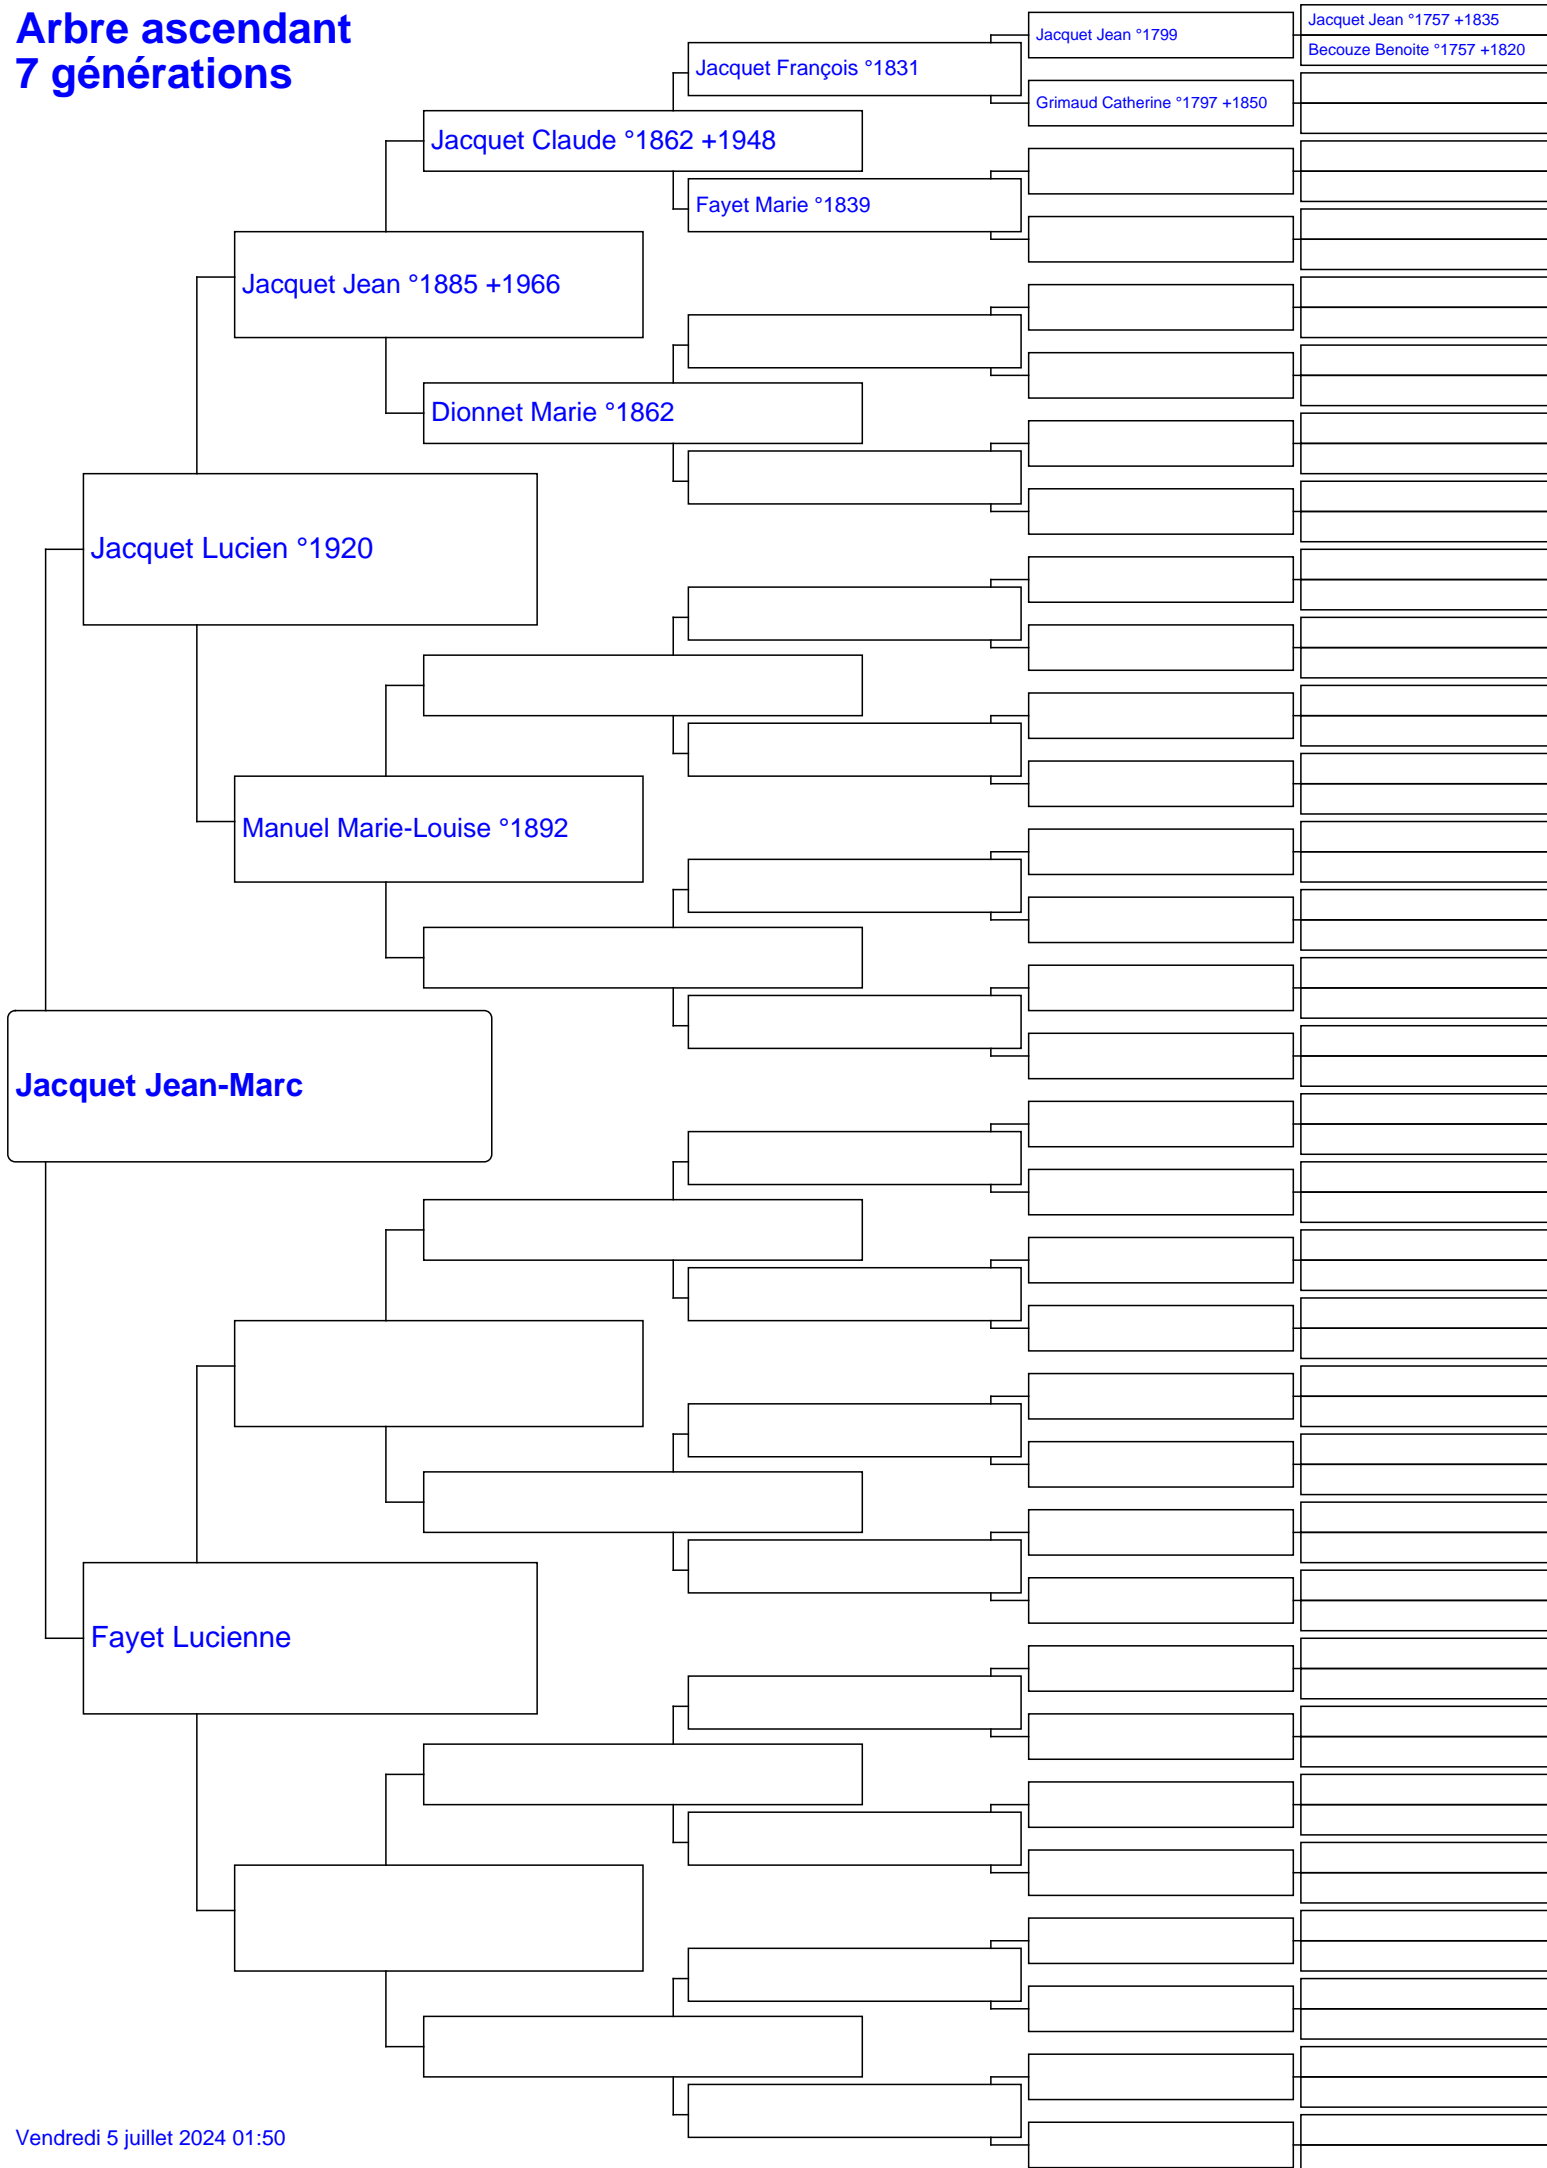 Arbre ascendant
7 générations
Jacquet Jean °1757 +1835
Becouze Benoite °1757 +1820
Jacquet Jean °1799
Grimaud Catherine °1797 +1850
Jacquet François °1831
Fayet Marie °1839
Jacquet Claude °1862 +1948
Dionnet Marie °1862
Jacquet Jean °1885 +1966
Manuel Marie-Louise °1892
Jacquet Lucien °1920
Jacquet Jean-Marc
Fayet Lucienne
Vendredi 5 juillet 2024 01:50